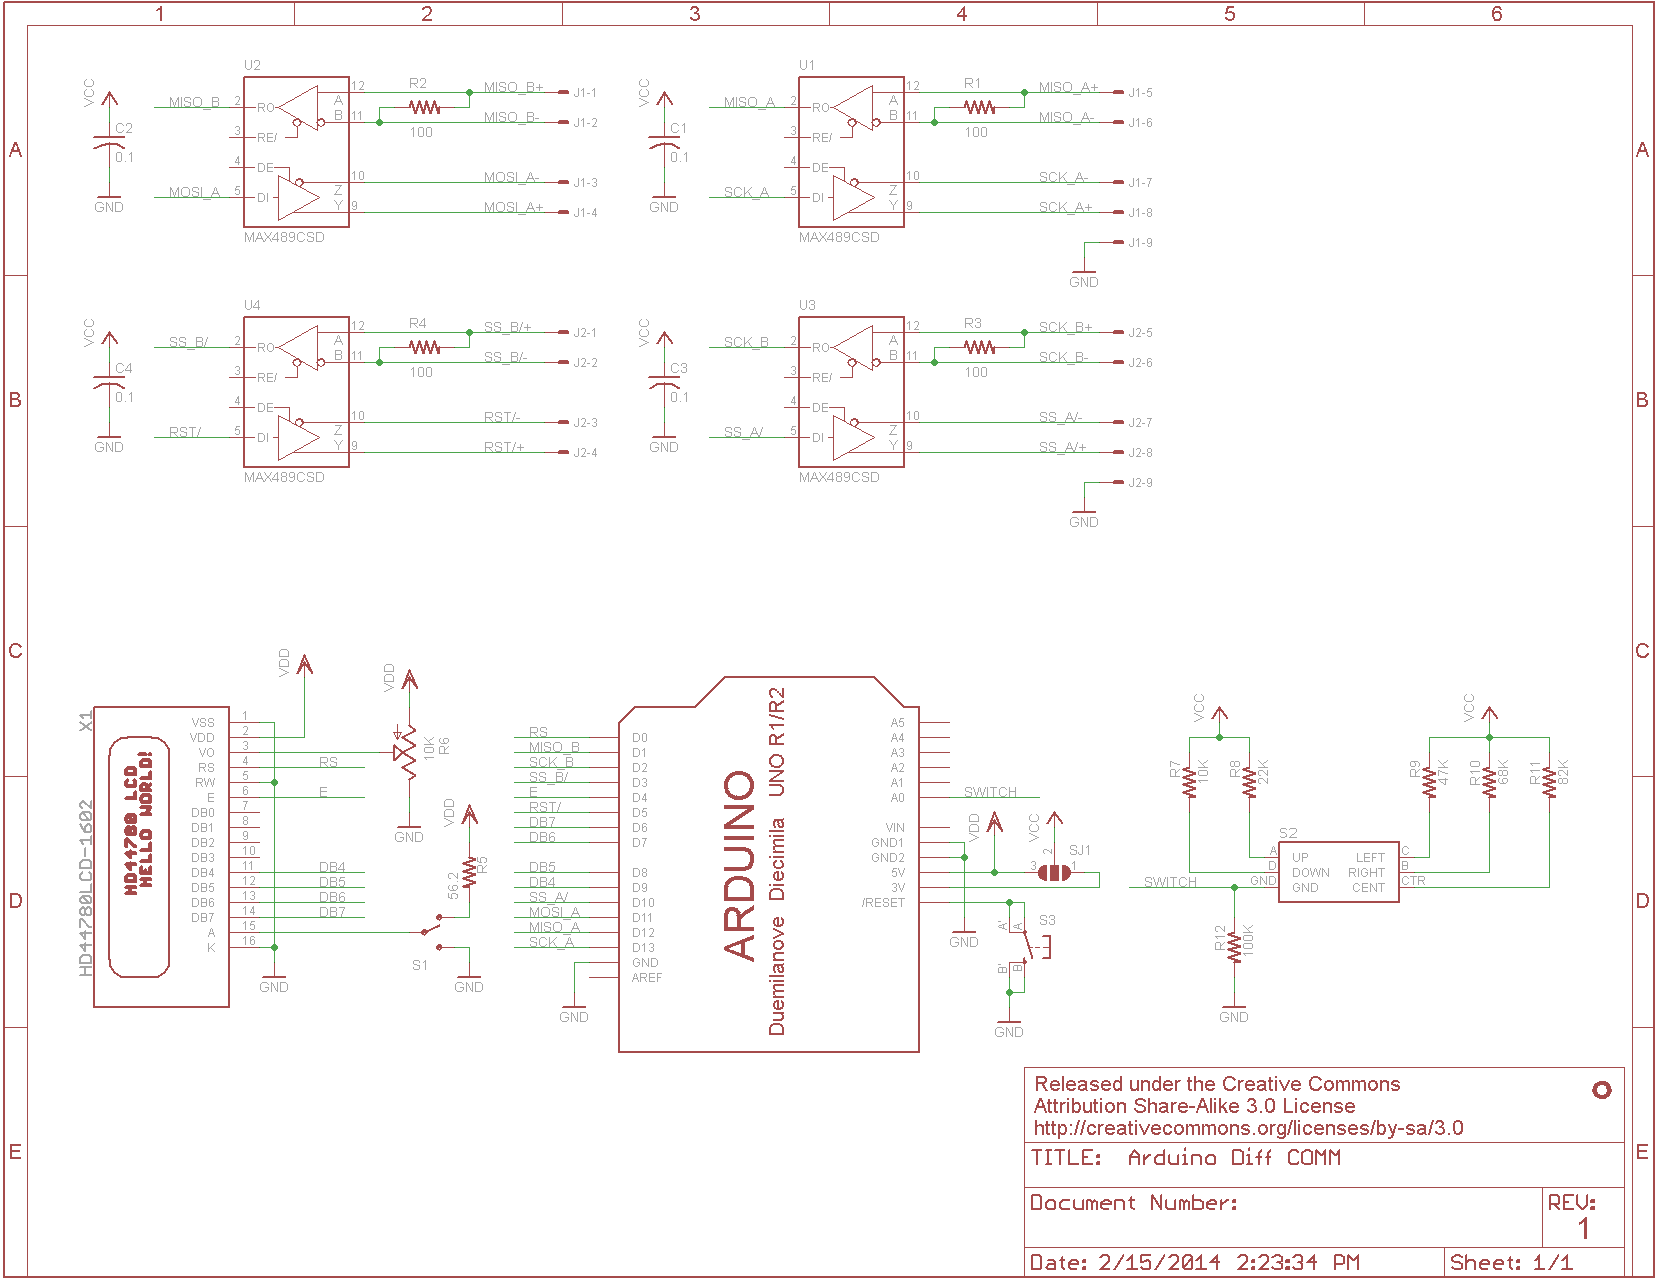 1 2 3 4 5 6
A A
B B
C C
D D
E E
U2
VCC
C2
0.1
GND
MISO_B 2 RO
3 RE/
4 DE
MOSI_A 5 DI
12 A
11 B
10 Z
9 Y
R2
100
MISO_B+ J1-1
MISO_B- J1-2
MOSI_A- J1-3
MOSI_A+ J1-4
MAX489CSD
U1
VCC
C1
0.1
GND
MISO_A 2 RO
3 RE/
4 DE
SCK_A 5 DI
12 A
11 B
10 Z
9 Y
R1
100
MISO_A+ J1-5
MISO_A- J1-6
SCK_A- J1-7
SCK_A+ J1-8
J1-9
GND
MAX489CSD
U4
VCC
C4
0.1
GND
SS_B/ 2 RO
3 RE/
4 DE
RST/ 5 DI
12 A
11 B
10 Z
9 Y
R4
100
SS_B/+ J2-1
SS_B/- J2-2
RST/- J2-3
RST/+ J2-4
MAX489CSD
U3
VCC
C3
0.1
GND
SCK_B 2 RO
3 RE/
4 DE
SS_A/ 5 DI
12 A
11 B
10 Z
9 Y
R3
100
SCK_B+ J2-5
SCK_B- J2-6
SS_A/- J2-7
SS_A/+ J2-8
J2-9
GND
MAX489CSD
X1
HD44780LCD-1602
HD44780 LCD
HELLO WORLD!
VSS 1
VDD 2
VO 3
RS 4 RS
RW 5
E 6 E
DB0 7
DB1 8
DB2 9
DB3 10
DB4 11 DB4
DB5 12 DB5
DB6 13 DB6
DB7 14 DB7
A 15
K 16
VDD
GND
VDD
10K
R6
GND
VDD
56.2
R5
S1
GND
RS D0
MISO_B D1
SCK_B D2
SS_B/ D3
E D4
RST/ D5
DB7 D6
DB6 D7
DB5 D8
DB4 D9
SS_A/ D10
MOSI_A D11
MISO_A D12
SCK_A D13
GND
AREF
GND
ARDUINO
Duemilanove Diecimila UNO R1/R2
A5
A4
A3
A2
A1
A0 SWITCH
VIN
GND1
GND2
5V
3V
/RESET
GND
VDD
VCC
SJ1
3 2 1
S3
A' A
B' B
GND
VCC
R7 10K
R8 22K
SWITCH
R12 100K
GND
S2
A UP
D DOWN
GND GND
LEFT C
RIGHT B
CENT CTR
VCC
R9 47K
R10 68K
R11 82K
Released under the Creative Commons
Attribution Share-Alike 3.0 License
http://creativecommons.org/licenses/by-sa/3.0
TITLE: Arduino Diff COMM
Document Number:
REV:
1
Date: 2/15/2014 2:23:34 PM
Sheet: 1/1